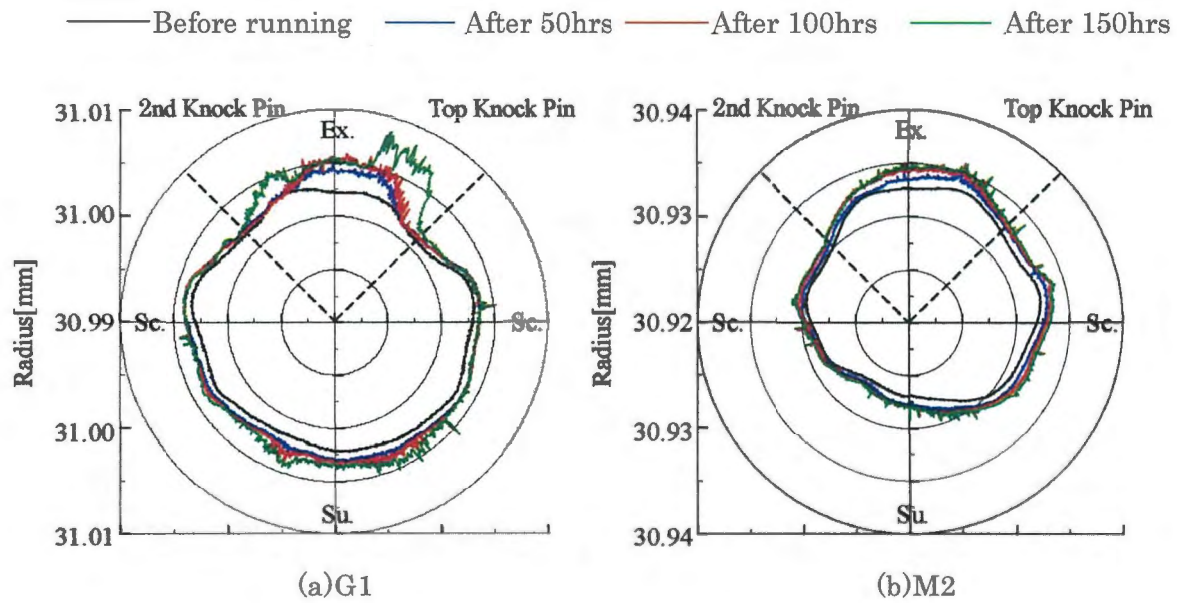 Before running After 50hrs After 100hrs After 150hrs
2nd Knock Pin Top Knock Pin
Ex.
31.01
31.00
30.99
31.00
31.01
Radius[mm]
Sc. Sc.
Su.
(a)G1
2nd Knock Pin Top Knock Pin
Ex.
30.94
30.93
30.92
30.93
30.94
Radius[mm]
Sc. Sc.
Su.
(b)M2